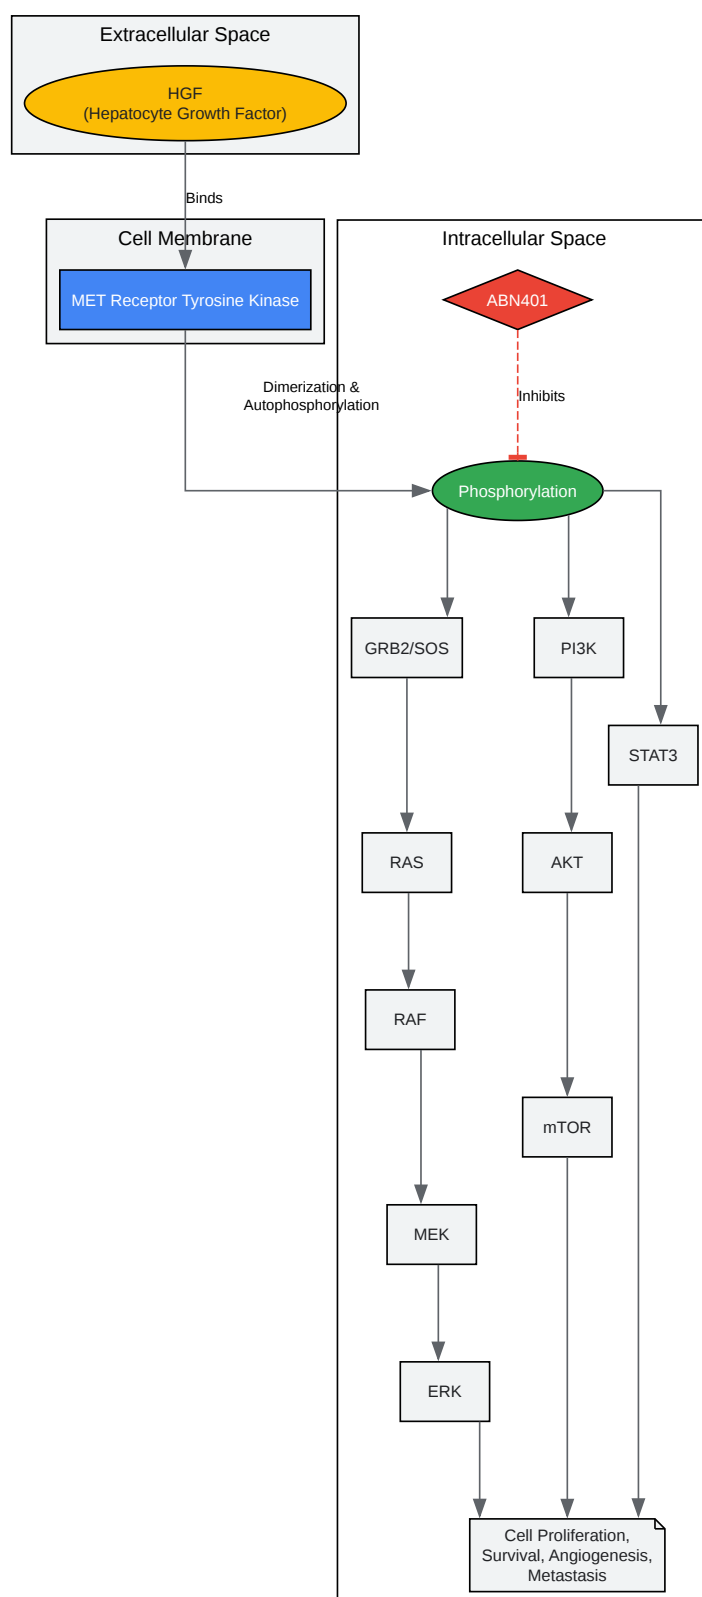 Extracellular Space
HGF
(Hepatocyte Growth Factor)
Binds
Cell Membrane
MET Receptor Tyrosine Kinase
Intracellular Space
ABN401
Dimerization &
Autophosphorylation
Inhibits
Phosphorylation
GRB2/SOS
PI3K
STAT3
RAS
AKT
RAF
mTOR
MEK
ERK
Cell Proliferation,
Survival, Angiogenesis,
Metastasis